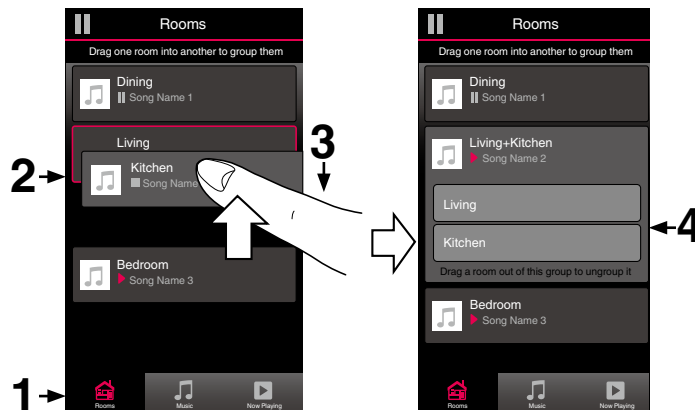 Rooms
Drag one room into another to group them
Dining
Song Name 1
Living
Kitchen
Song Name
Bedroom
Song Name 3
Rooms
Music
Now Playing
1
2
3
Rooms
Drag one room into another to group them
Dining
Song Name 1
Living+Kitchen
Song Name 2
Living
Kitchen
Drag a room out of this group to ungroup it
Bedroom
Song Name 3
Rooms
Music
Now Playing
4